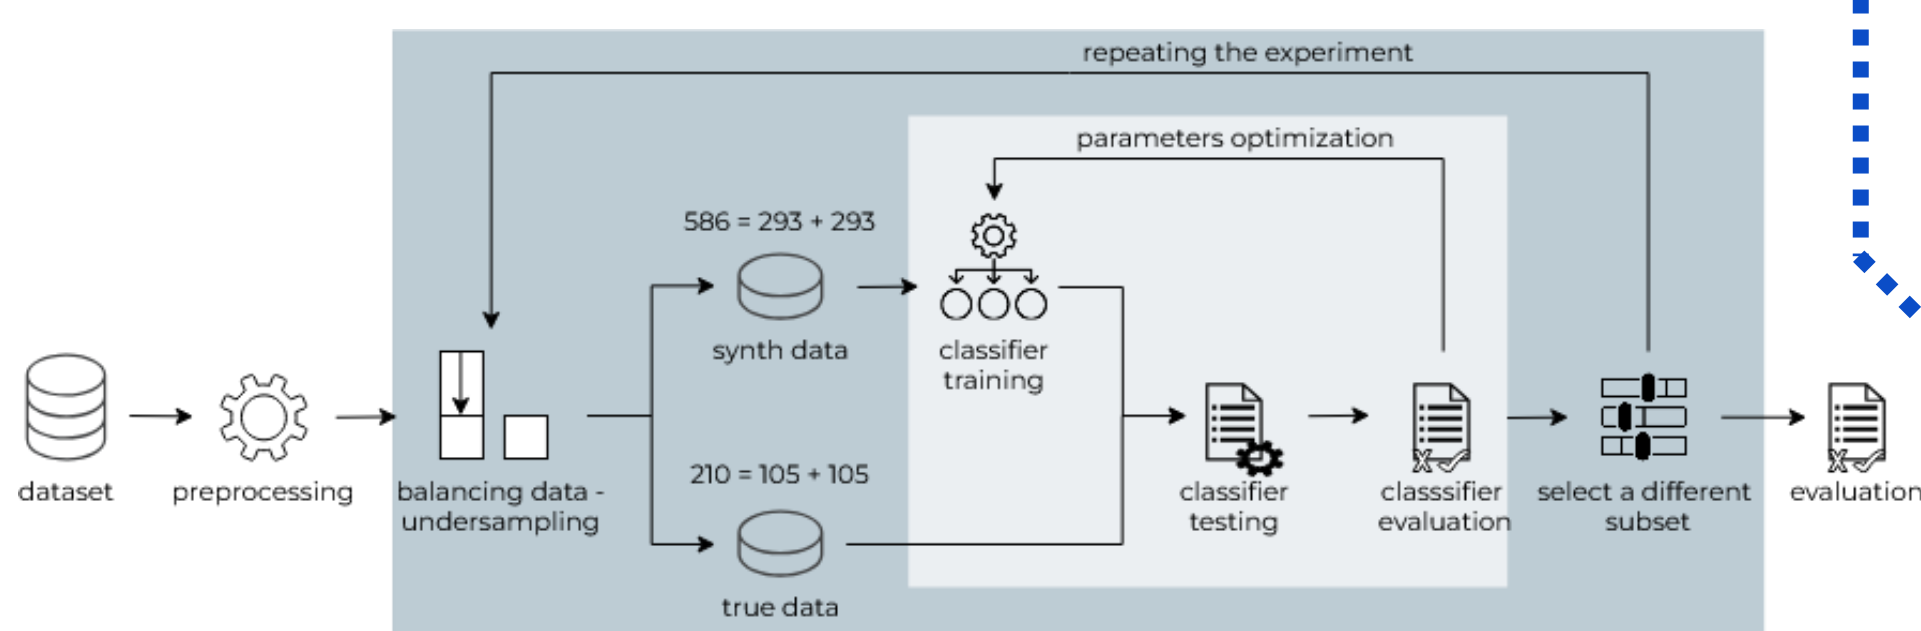 repeating the experiment
parameters optimization
586 = 293 + 293
synth data
classifier
training
210 = 105 + 105
true data
dataset
preprocessing
balancing data -
undersampling
classifier
testing
classsifier
evaluation
select a different
subset
evaluation